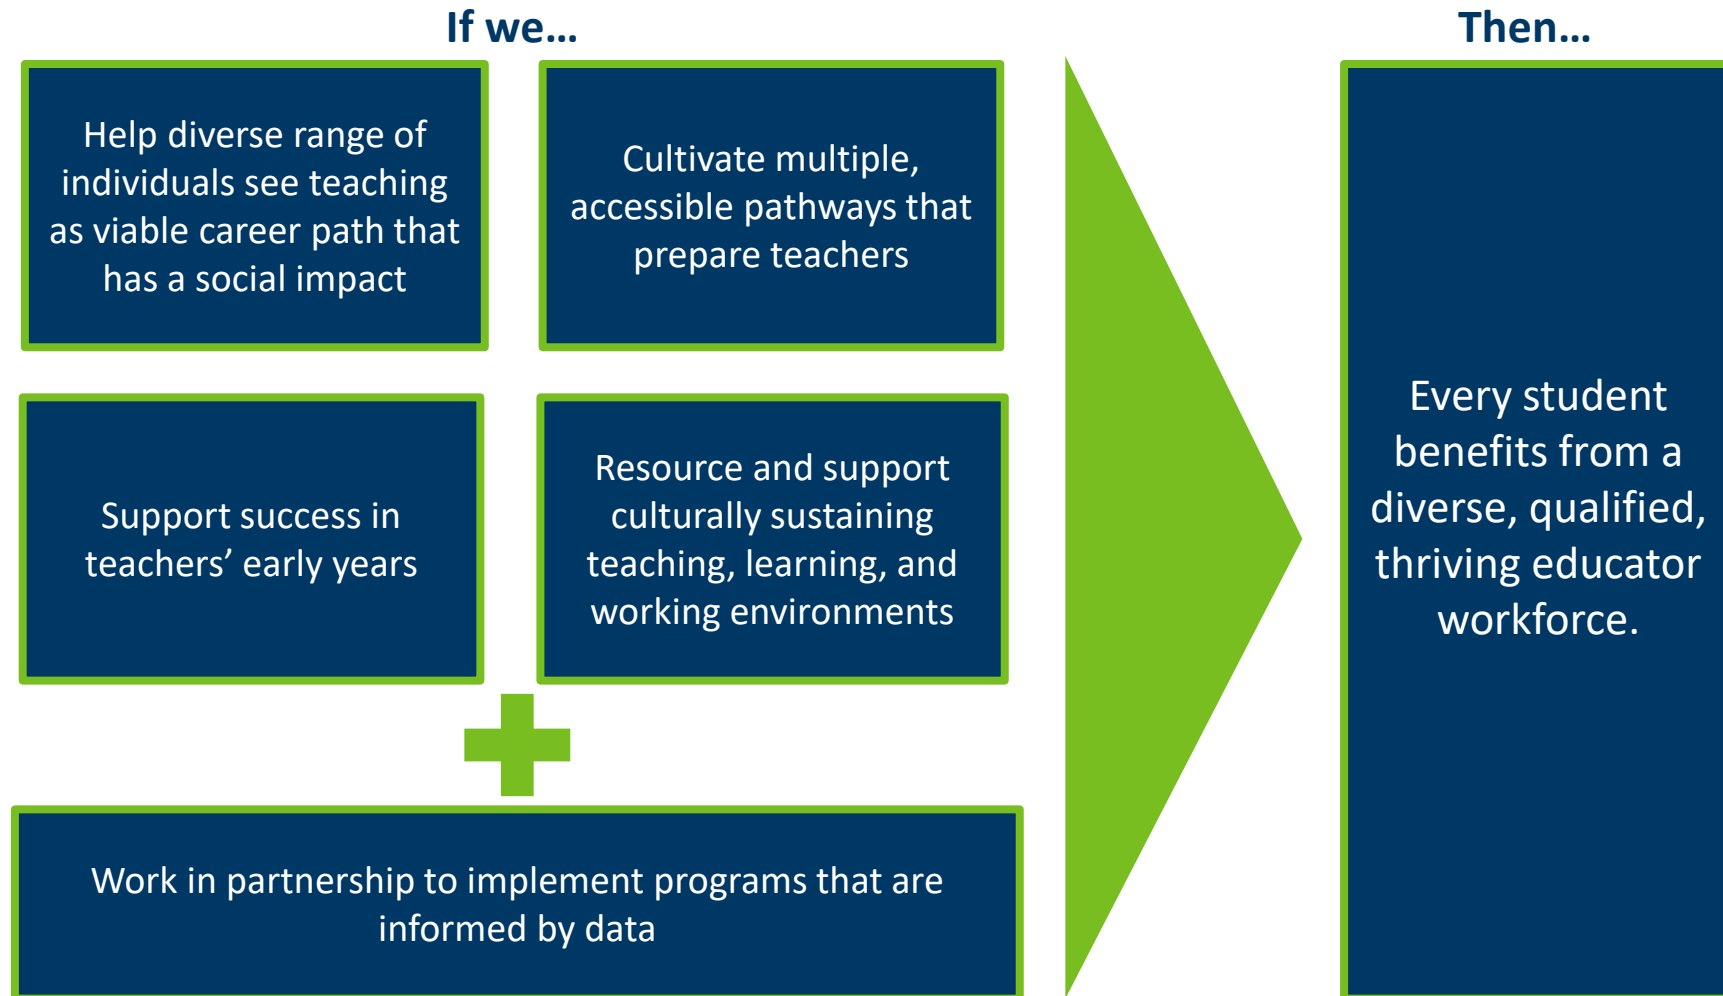 If we…
Then…
Help diverse range of
individuals see teaching
as viable career path that
has a social impact
Cultivate multiple,
accessible pathways that
prepare teachers
Support success in
teachers’ early years
Resource and support
culturally sustaining
teaching, learning, and
working environments
Work in partnership to implement programs that are
informed by data
Every student
benefits from a
diverse, qualified,
thriving educator
workforce.